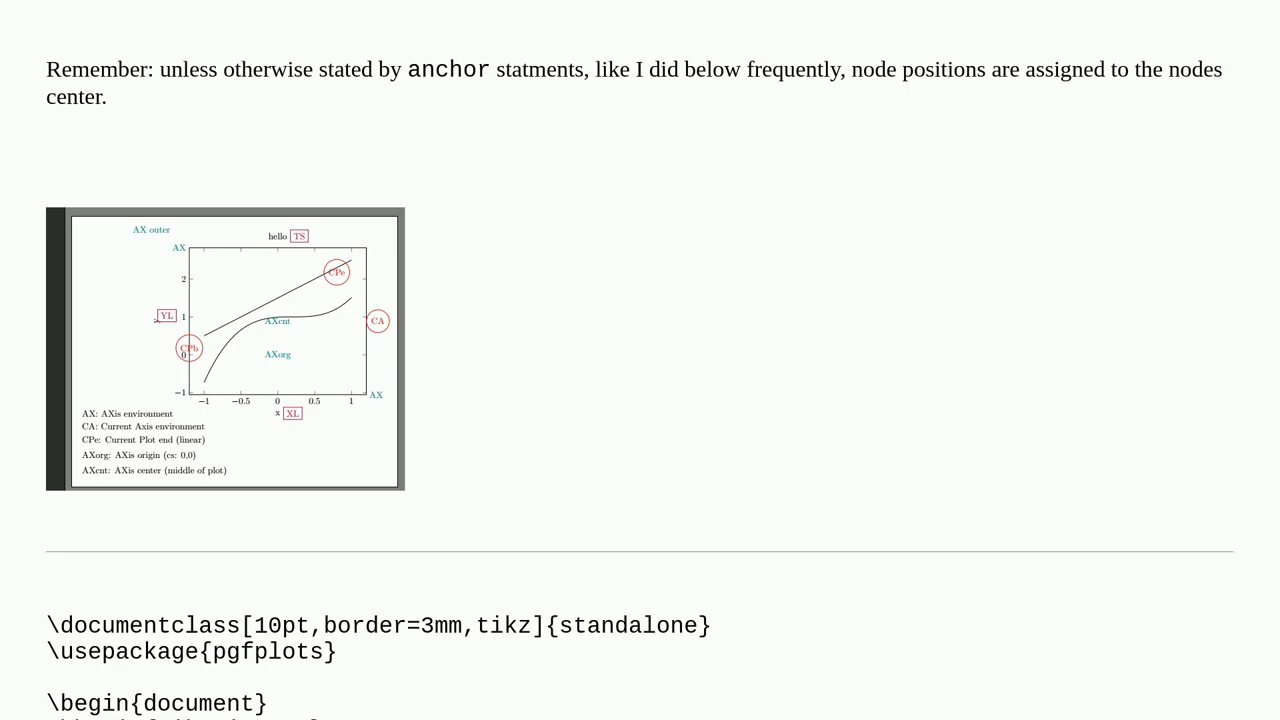 Remember: unless otherwise stated by anchor statments, like I did below frequently, node positions are assigned to the nodes
center.
AX outer
hello TS
AX
CPe
2
YL
1
y
AXcnt
CA
CPb
0
AXorg
−1
AX
−1 −0.5 0 0.5 1
x XL
AX: AXis environment
CA: Current Axis environment
CPe: Current Plot end (linear)
AXorg: AXis origin (cs: 0,0)
AXcnt: AXis center (middle of plot)
\documentclass[10pt,border=3mm,tikz]{standalone}
\usepackage{pgfplots}
\begin{document}